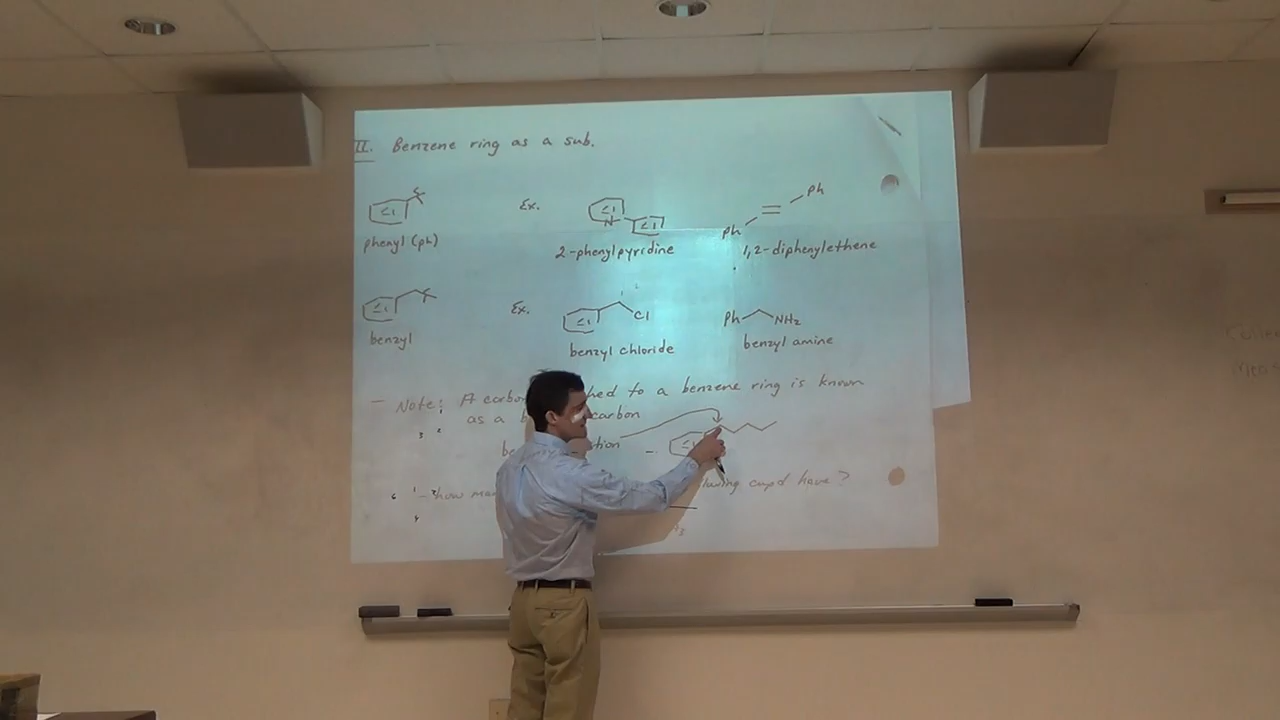 II. Benzene ring as a sub.
Ph
Ex.
N
Ph
phenyl (ph)
2-phenylpyridine
1,2-diphenylethene
Ex.
Cl
Ph NH2
benzyl
benzyl chloride
benzyl amine
- Note: A carbon hed to a benzene ring is known
as a b carbon
be tion
- how man cmpd have?